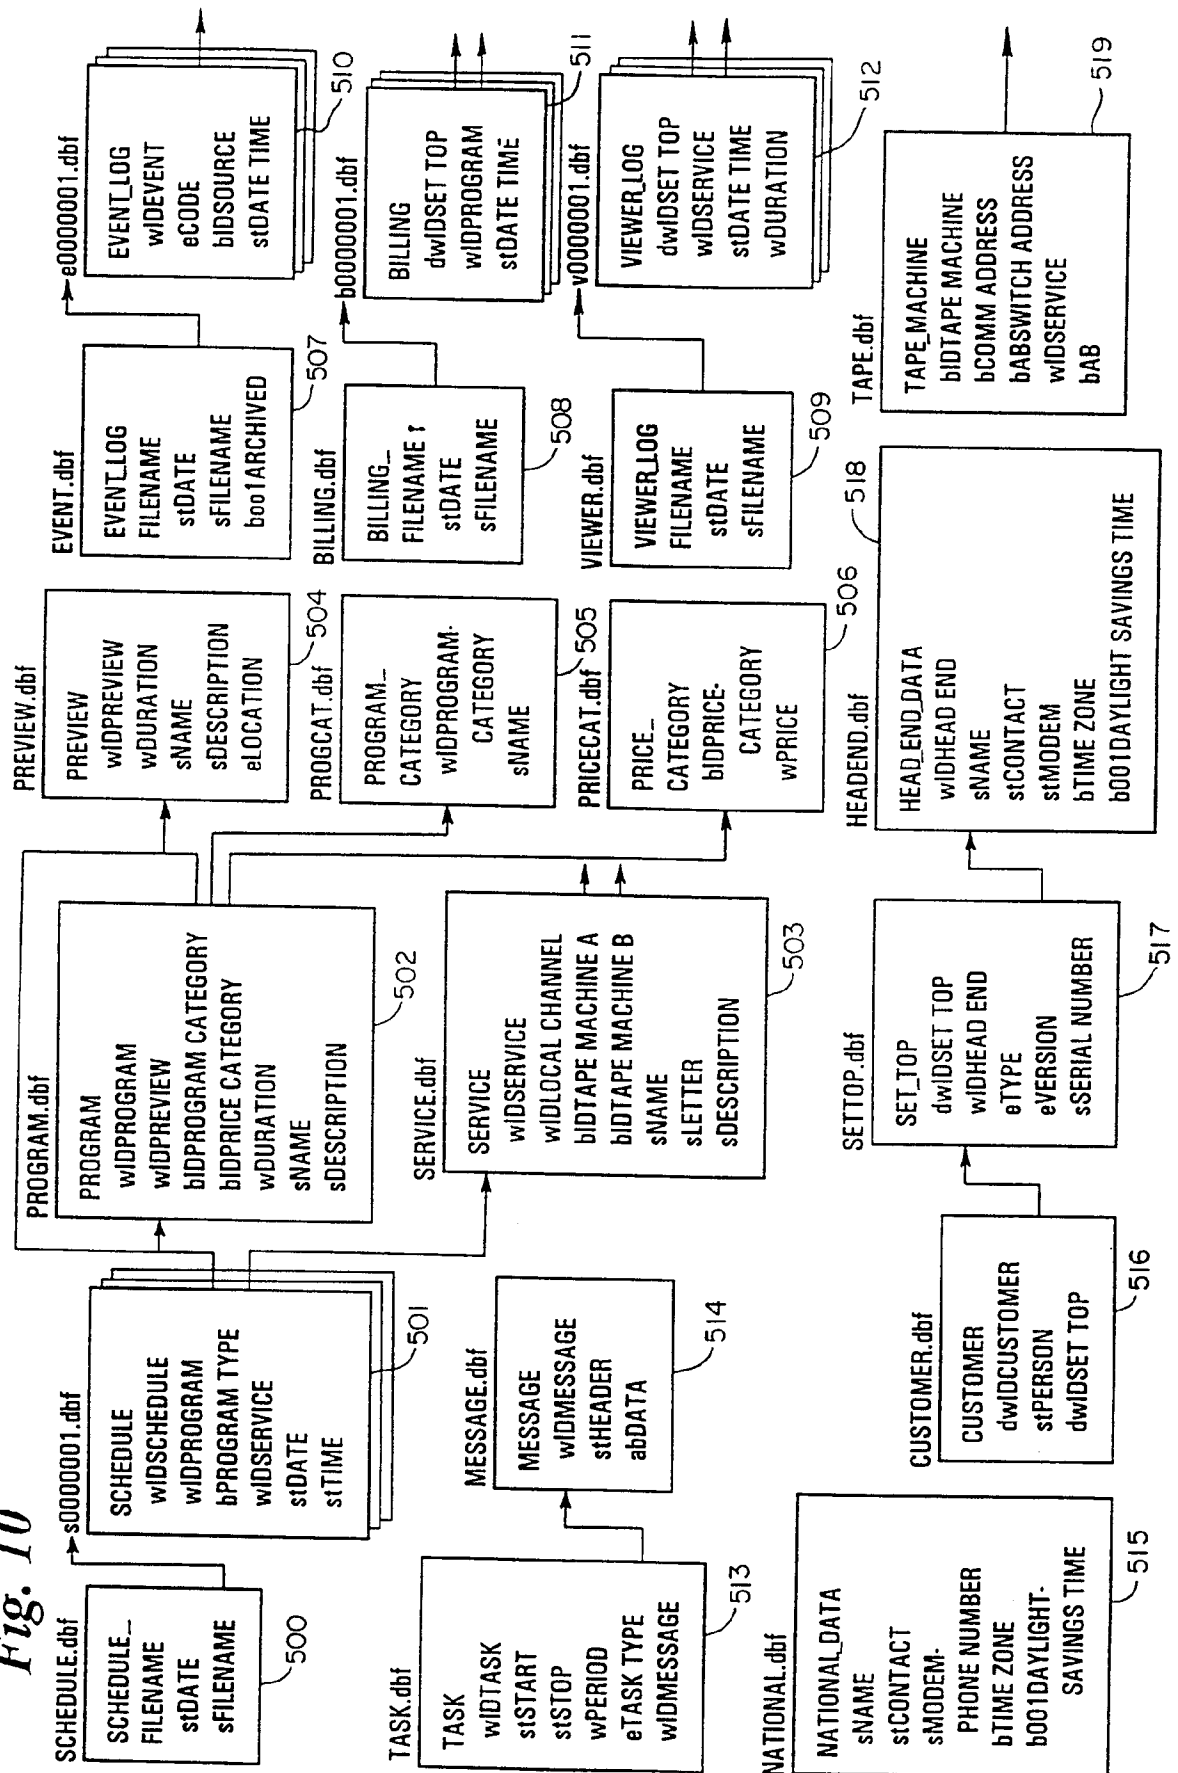 Fig. 10
SCHEDULE.dbf
SCHEDULE_
FILENAME
stDATE
sFILENAME
500
s0000001.dbf
SCHEDULE
wIDSCHEDULE
wIDPROGRAM
bPROGRAM TYPE
wIDSERVICE
stDATE
stTIME
501
PROGRAM.dbf
PROGRAM
wIDPROGRAM
wIDPREVIEW
bIDPROGRAM CATEGORY
bIDPRICE CATEGORY
wDURATION
sNAME
sDESCRIPTION
502
SERVICE.dbf
SERVICE
wIDSERVICE
wIDLOCAL CHANNEL
bIDTAPE MACHINE A
bIDTAPE MACHINE B
sNAME
sLETTER
sDESCRIPTION
503
PREVIEW.dbf
PREVIEW
wIDPREVIEW
wDURATION
sNAME
sDESCRIPTION
eLOCATION
504
PROGCAT.dbf
PROGRAM_
CATEGORY
wIDPROGRAM-
CATEGORY
sNAME
505
PRICECAT.dbf
PRICE_
CATEGORY
bIDPRICE-
CATEGORY
wPRICE
506
EVENT.dbf
EVENT_LOG
FILENAME
stDATE
sFILENAME
boo1ARCHIVED
507
BILLING.dbf
BILLING_
FILENAME
stDATE
sFILENAME
508
VIEWER.dbf
VIEWER_LOG
FILENAME
stDATE
sFILENAME
509
e0000001.dbf
EVENT_LOG
wIDEVENT
eCODE
bIDSOURCE
stDATE TIME
510
b0000001.dbf
BILLING
dwIDSET TOP
wIDPROGRAM
stDATE TIME
511
v0000001.dbf
VIEWER_LOG
dwIDSET TOP
wIDSERVICE
stDATE TIME
wDURATION
512
TASK.dbf
TASK
wIDTASK
stSTART
stSTOP
wPERIOD
eTASK TYPE
wIDMESSAGE
513
MESSAGE.dbf
MESSAGE
wIDMESSAGE
stHEADER
abDATA
514
NATIONAL.dbf
NATIONAL_DATA
sNAME
stCONTACT
sMODEM-
PHONE NUMBER
bTIME ZONE
b001DAYLIGHT-
SAVINGS TIME
515
CUSTOMER.dbf
CUSTOMER
dwIDCUSTOMER
stPERSON
dwIDSET TOP
516
SETTOP.dbf
SET_TOP
dwIDSET TOP
wIDHEAD END
eTYPE
eVERSION
sSERIAL NUMBER
517
HEADEND.dbf
HEAD_END_DATA
wIDHEAD END
sNAME
stCONTACT
stMODEM
bTIME ZONE
b001DAYLIGHT SAVINGS TIME
518
TAPE.dbf
TAPE_MACHINE
bIDTAPE MACHINE
bCOMM ADDRESS
bABSWITCH ADDRESS
wIDSERVICE
bAB
519